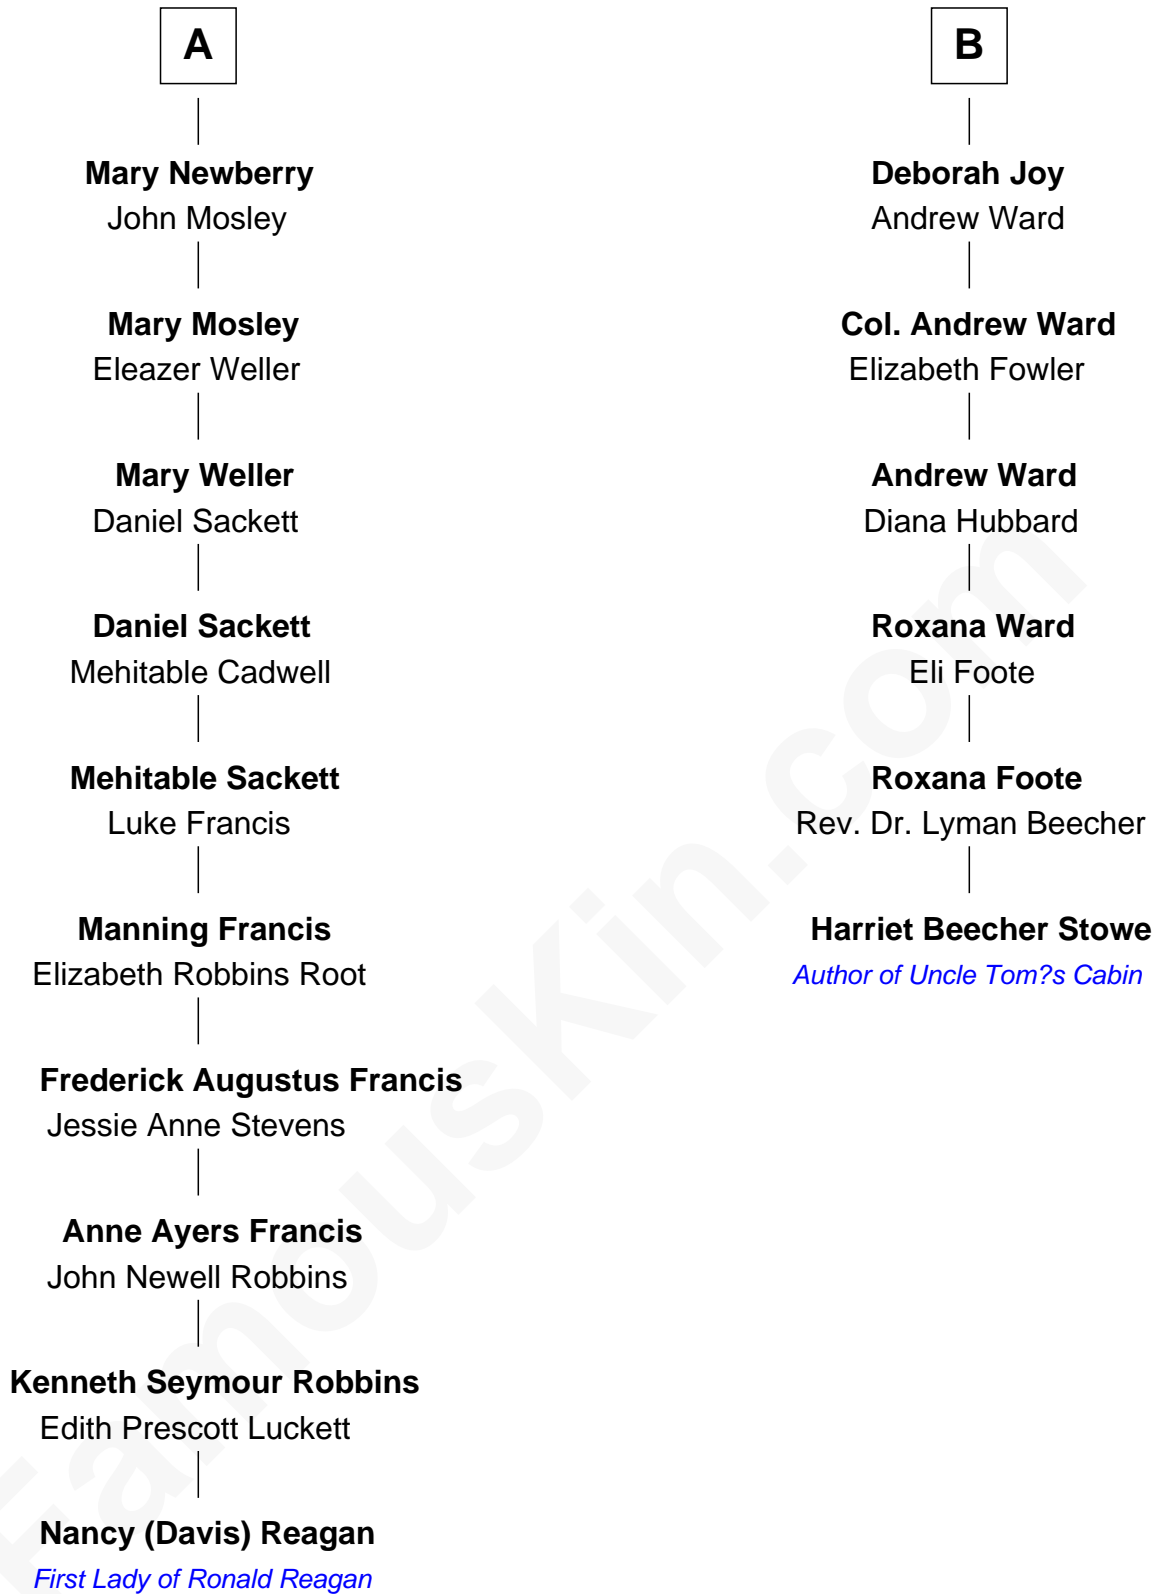 A
Mary Newberry
John Mosley
Mary Mosley
Eleazer Weller
Mary Weller
Daniel Sackett
Daniel Sackett
Mehitable Cadwell
Mehitable Sackett
Luke Francis
Manning Francis
Elizabeth Robbins Root
Frederick Augustus Francis
Jessie Anne Stevens
Anne Ayers Francis
John Newell Robbins
Kenneth Seymour Robbins
Edith Prescott Luckett
Nancy (Davis) Reagan
First Lady of Ronald Reagan
B
Deborah Joy
Andrew Ward
Col. Andrew Ward
Elizabeth Fowler
Andrew Ward
Diana Hubbard
Roxana Ward
Eli Foote
Roxana Foote
Rev. Dr. Lyman Beecher
Harriet Beecher Stowe
Author of Uncle Tom?s Cabin
FamousKin.com